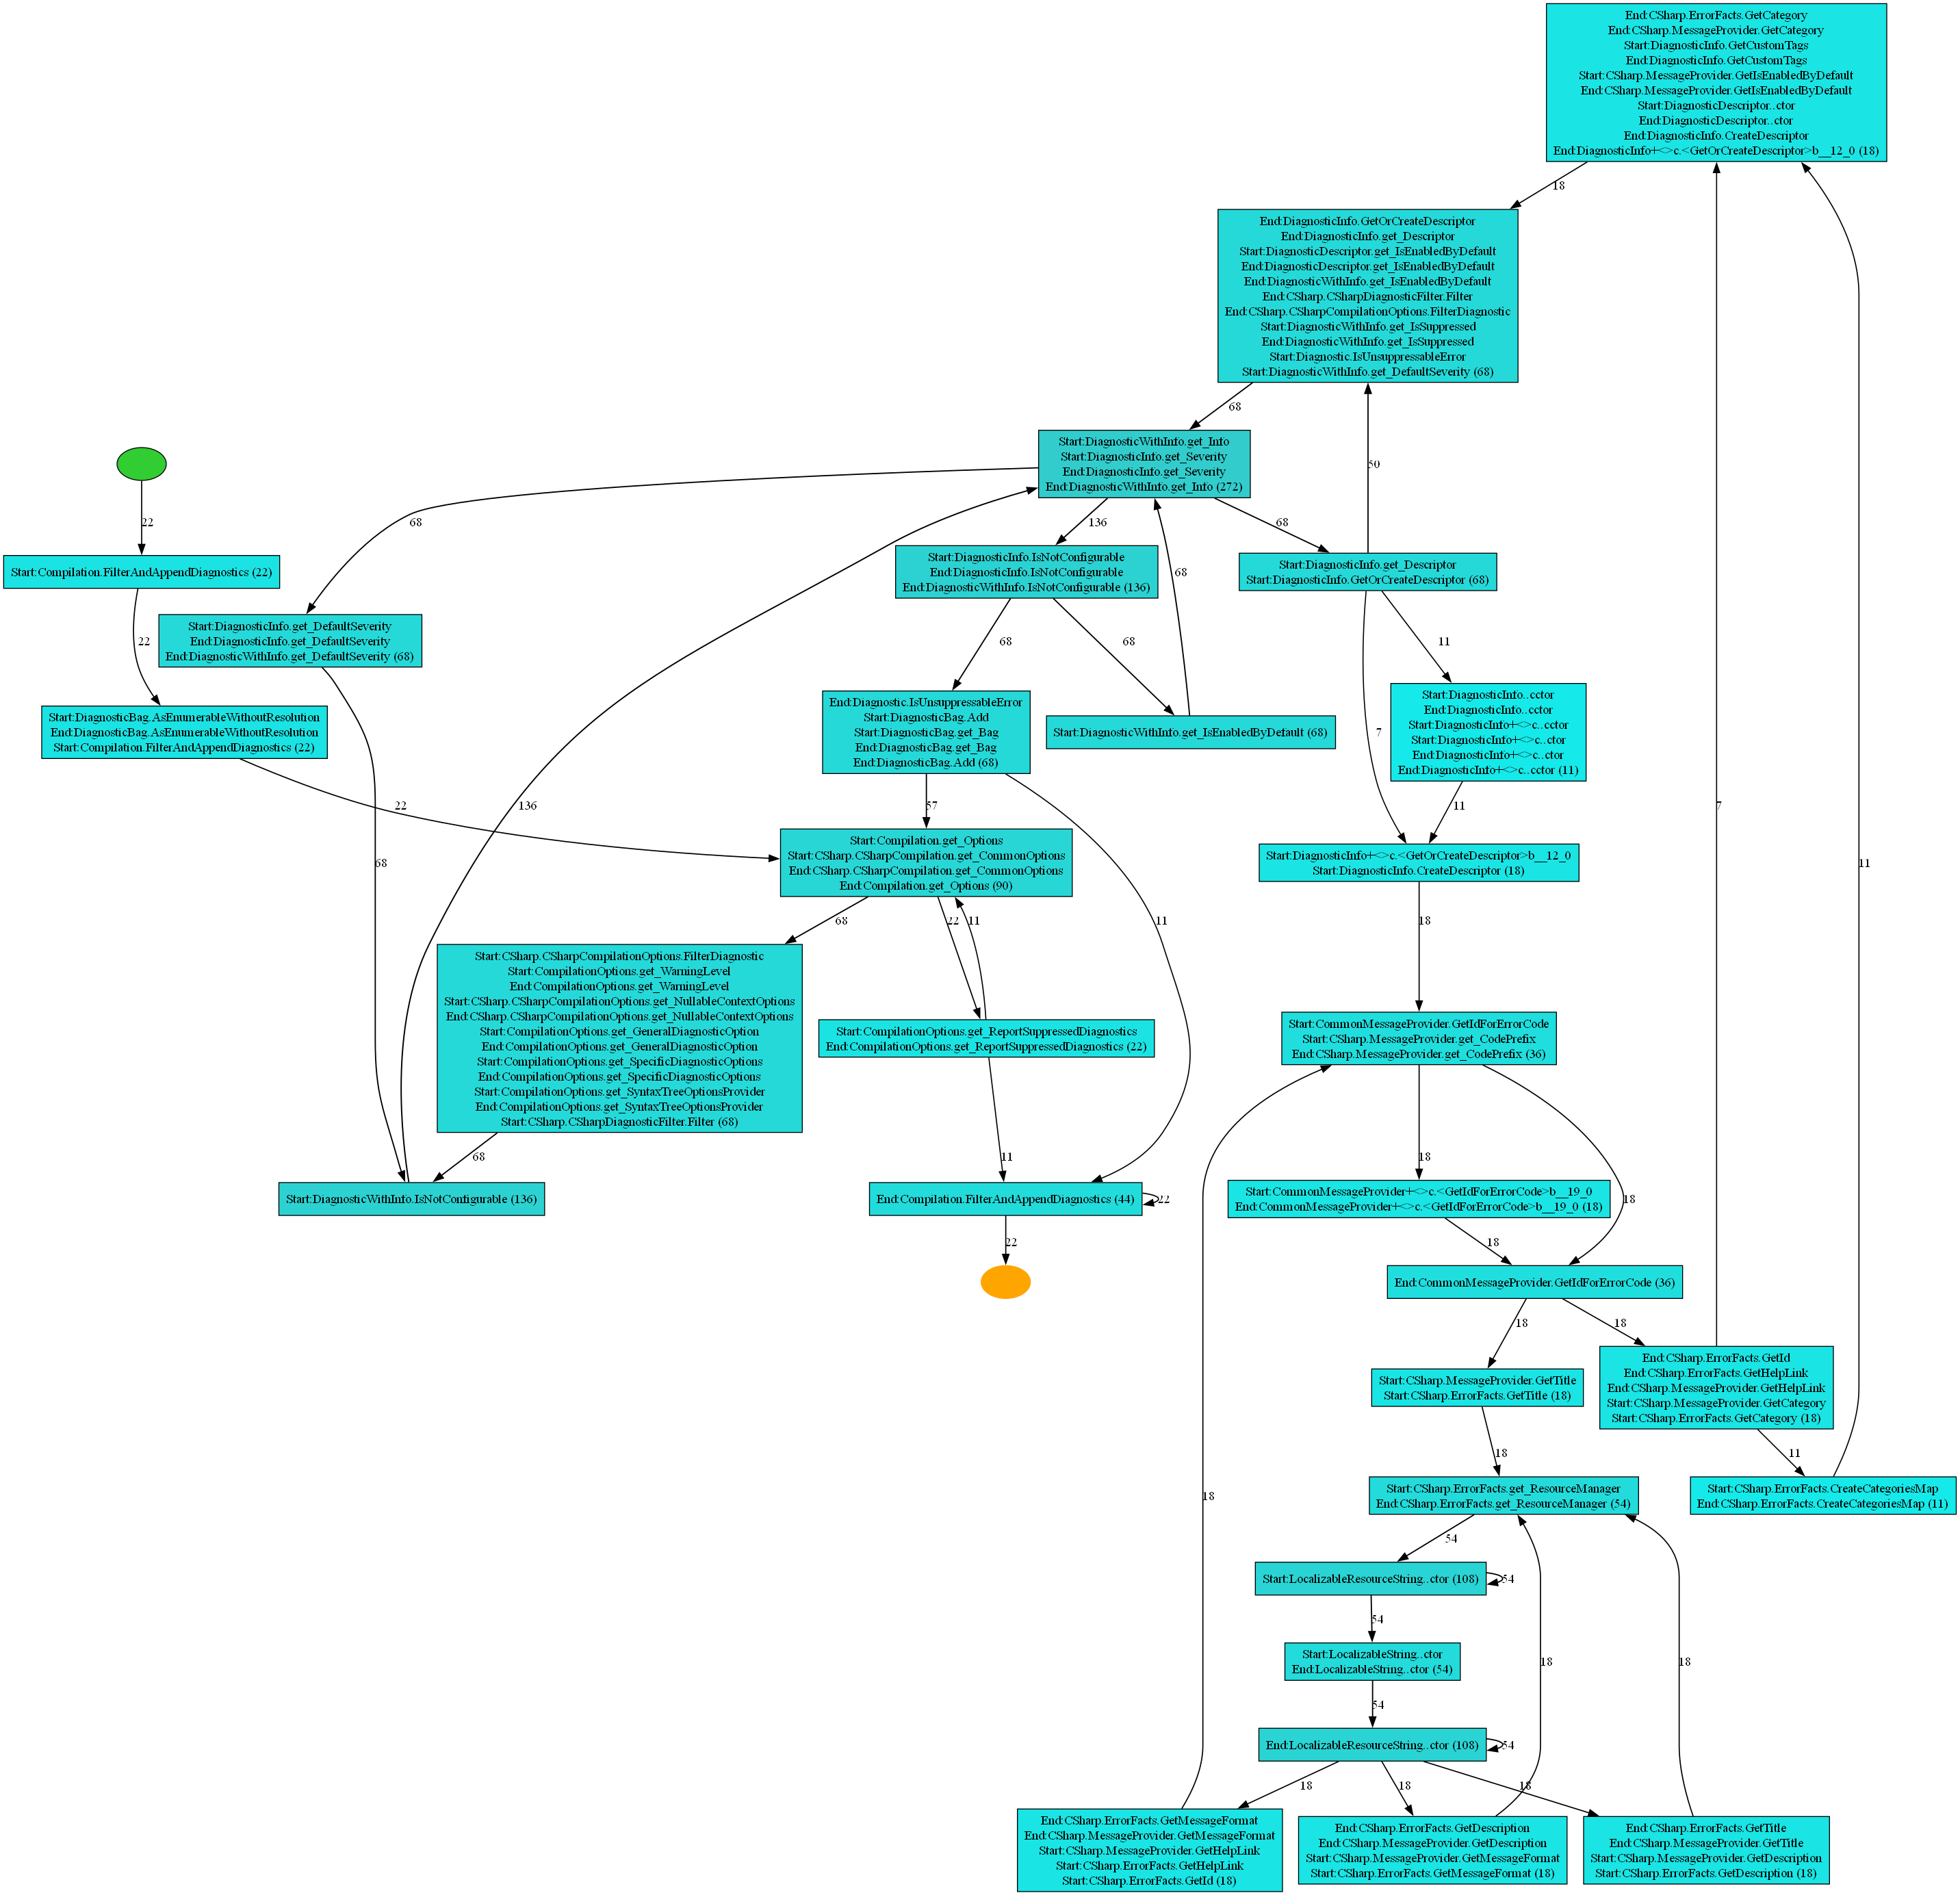 End:CSharp.ErrorFacts.GetCategory
End:CSharp.MessageProvider.GetCategory
Start:DiagnosticInfo.GetCustomTags
End:DiagnosticInfo.GetCustomTags
Start:CSharp.MessageProvider.GetIsEnabledByDefault
End:CSharp.MessageProvider.GetIsEnabledByDefault
Start:DiagnosticDescriptor..ctor
End:DiagnosticDescriptor..ctor
End:DiagnosticInfo.CreateDescriptor
End:DiagnosticInfo+<>c.<GetOrCreateDescriptor>b__12_0 (18)
18
End:DiagnosticInfo.GetOrCreateDescriptor
End:DiagnosticInfo.get_Descriptor
Start:DiagnosticDescriptor.get_IsEnabledByDefault
End:DiagnosticDescriptor.get_IsEnabledByDefault
End:DiagnosticWithInfo.get_IsEnabledByDefault
End:CSharp.CSharpDiagnosticFilter.Filter
End:CSharp.CSharpCompilationOptions.FilterDiagnostic
Start:DiagnosticWithInfo.get_IsSuppressed
End:DiagnosticWithInfo.get_IsSuppressed
Start:Diagnostic.IsUnsuppressableError
Start:DiagnosticWithInfo.get_DefaultSeverity (68)
68
50
Start:DiagnosticWithInfo.get_Info
Start:DiagnosticInfo.get_Severity
End:DiagnosticInfo.get_Severity
End:DiagnosticWithInfo.get_Info (272)
22
68
136
68
Start:Compilation.FilterAndAppendDiagnostics (22)
Start:DiagnosticInfo.IsNotConfigurable
End:DiagnosticInfo.IsNotConfigurable
End:DiagnosticWithInfo.IsNotConfigurable (136)
68
Start:DiagnosticInfo.get_Descriptor
Start:DiagnosticInfo.GetOrCreateDescriptor (68)
22
Start:DiagnosticInfo.get_DefaultSeverity
End:DiagnosticInfo.get_DefaultSeverity
End:DiagnosticWithInfo.get_DefaultSeverity (68)
68
68
11
Start:DiagnosticBag.AsEnumerableWithoutResolution
End:DiagnosticBag.AsEnumerableWithoutResolution
Start:Compilation.FilterAndAppendDiagnostics (22)
End:Diagnostic.IsUnsuppressableError
Start:DiagnosticBag.Add
Start:DiagnosticBag.get_Bag
End:DiagnosticBag.get_Bag
End:DiagnosticBag.Add (68)
Start:DiagnosticWithInfo.get_IsEnabledByDefault (68)
7
Start:DiagnosticInfo..cctor
End:DiagnosticInfo..cctor
Start:DiagnosticInfo+<>c..cctor
Start:DiagnosticInfo+<>c..ctor
End:DiagnosticInfo+<>c..ctor
End:DiagnosticInfo+<>c..cctor (11)
22
136
57
11
7
68
Start:Compilation.get_Options
Start:CSharp.CSharpCompilation.get_CommonOptions
End:CSharp.CSharpCompilation.get_CommonOptions
End:Compilation.get_Options (90)
Start:DiagnosticInfo+<>c.<GetOrCreateDescriptor>b__12_0
Start:DiagnosticInfo.CreateDescriptor (18)
11
68
22
11
11
18
Start:CSharp.CSharpCompilationOptions.FilterDiagnostic
Start:CompilationOptions.get_WarningLevel
End:CompilationOptions.get_WarningLevel
Start:CSharp.CSharpCompilationOptions.get_NullableContextOptions
End:CSharp.CSharpCompilationOptions.get_NullableContextOptions
Start:CompilationOptions.get_GeneralDiagnosticOption
End:CompilationOptions.get_GeneralDiagnosticOption
Start:CompilationOptions.get_SpecificDiagnosticOptions
End:CompilationOptions.get_SpecificDiagnosticOptions
Start:CompilationOptions.get_SyntaxTreeOptionsProvider
End:CompilationOptions.get_SyntaxTreeOptionsProvider
Start:CSharp.CSharpDiagnosticFilter.Filter (68)
Start:CompilationOptions.get_ReportSuppressedDiagnostics
End:CompilationOptions.get_ReportSuppressedDiagnostics (22)
Start:CommonMessageProvider.GetIdForErrorCode
Start:CSharp.MessageProvider.get_CodePrefix
End:CSharp.MessageProvider.get_CodePrefix (36)
68
11
18
18
Start:DiagnosticWithInfo.IsNotConfigurable (136)
End:Compilation.FilterAndAppendDiagnostics (44)
22
Start:CommonMessageProvider+<>c.<GetIdForErrorCode>b__19_0
End:CommonMessageProvider+<>c.<GetIdForErrorCode>b__19_0 (18)
22
18
End:CommonMessageProvider.GetIdForErrorCode (36)
18
18
Start:CSharp.MessageProvider.GetTitle
Start:CSharp.ErrorFacts.GetTitle (18)
End:CSharp.ErrorFacts.GetId
End:CSharp.ErrorFacts.GetHelpLink
End:CSharp.MessageProvider.GetHelpLink
Start:CSharp.MessageProvider.GetCategory
Start:CSharp.ErrorFacts.GetCategory (18)
18
11
18
Start:CSharp.ErrorFacts.get_ResourceManager
End:CSharp.ErrorFacts.get_ResourceManager (54)
Start:CSharp.ErrorFacts.CreateCategoriesMap
End:CSharp.ErrorFacts.CreateCategoriesMap (11)
54
Start:LocalizableResourceString..ctor (108)
54
54
Start:LocalizableString..ctor
End:LocalizableString..ctor (54)
18
18
54
End:LocalizableResourceString..ctor (108)
54
18
18
18
End:CSharp.ErrorFacts.GetMessageFormat
End:CSharp.MessageProvider.GetMessageFormat
Start:CSharp.MessageProvider.GetHelpLink
Start:CSharp.ErrorFacts.GetHelpLink
Start:CSharp.ErrorFacts.GetId (18)
End:CSharp.ErrorFacts.GetDescription
End:CSharp.MessageProvider.GetDescription
Start:CSharp.MessageProvider.GetMessageFormat
Start:CSharp.ErrorFacts.GetMessageFormat (18)
End:CSharp.ErrorFacts.GetTitle
End:CSharp.MessageProvider.GetTitle
Start:CSharp.MessageProvider.GetDescription
Start:CSharp.ErrorFacts.GetDescription (18)